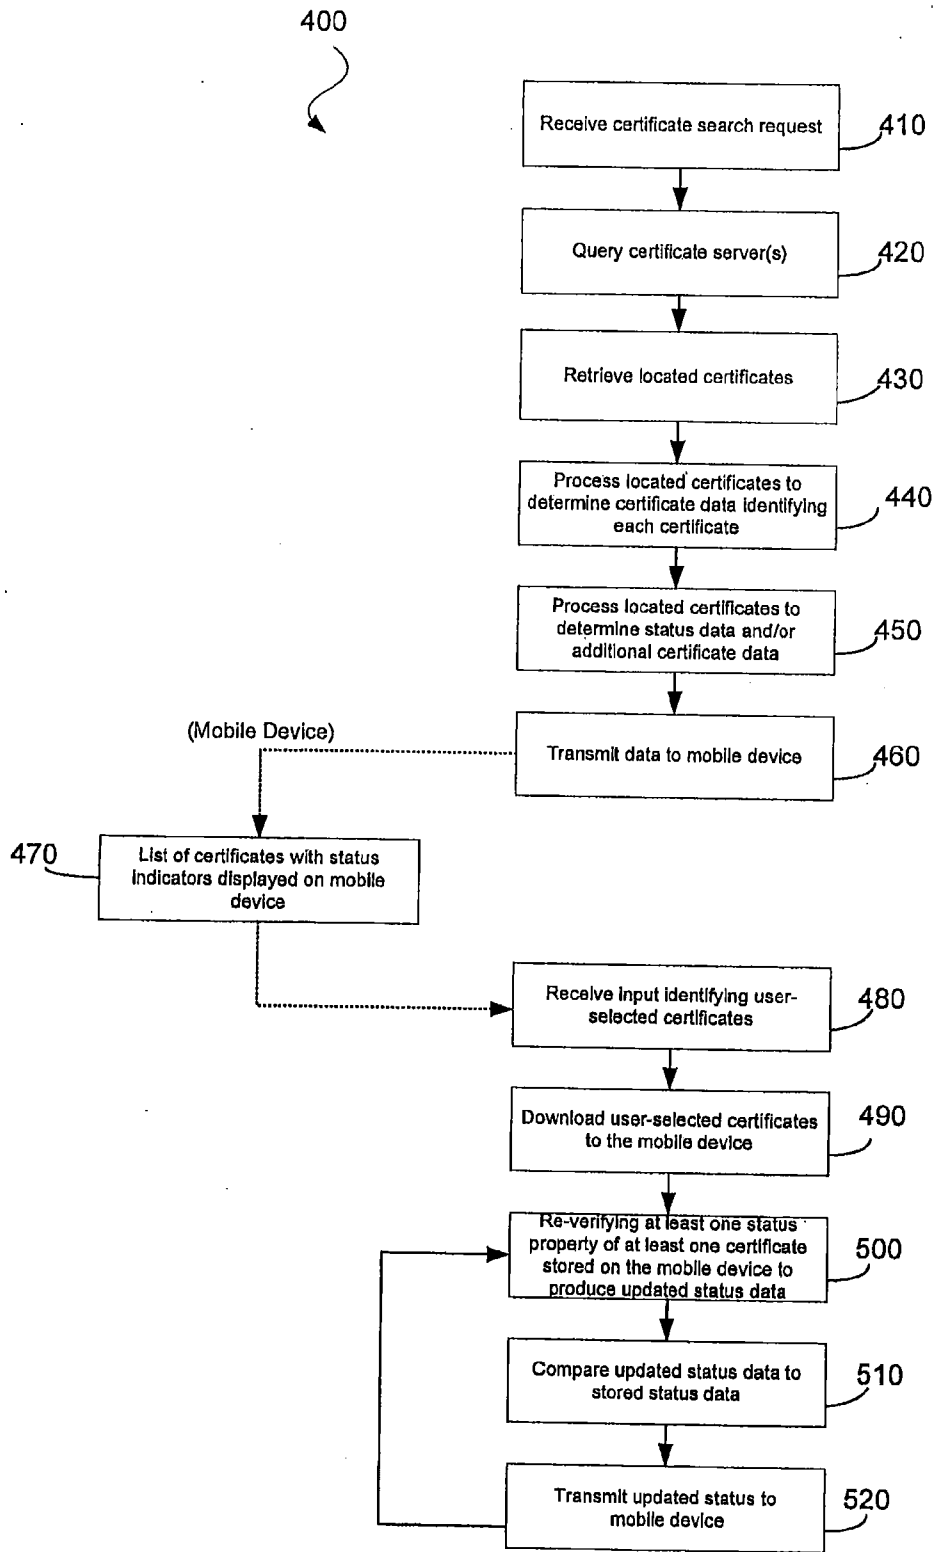 400
Receive certificate search request
410
Query certificate server(s)
420
Retrieve located certificates
430
Process located certificates to
determine certificate data identifying
each certificate
440
Process located certificates to
determine status data and/or
additional certificate data
450
(Mobile Device)
Transmit data to mobile device
460
470
List of certificates with status
indicators displayed on mobile
device
Receive input identifying user-
selected certificates
480
Download user-selected certificates
to the mobile device
490
Re-verifying at least one status
property of at least one certificate
stored on the mobile device to
produce updated status data
500
Compare updated status data to
stored status data
510
Transmit updated status to
mobile device
520